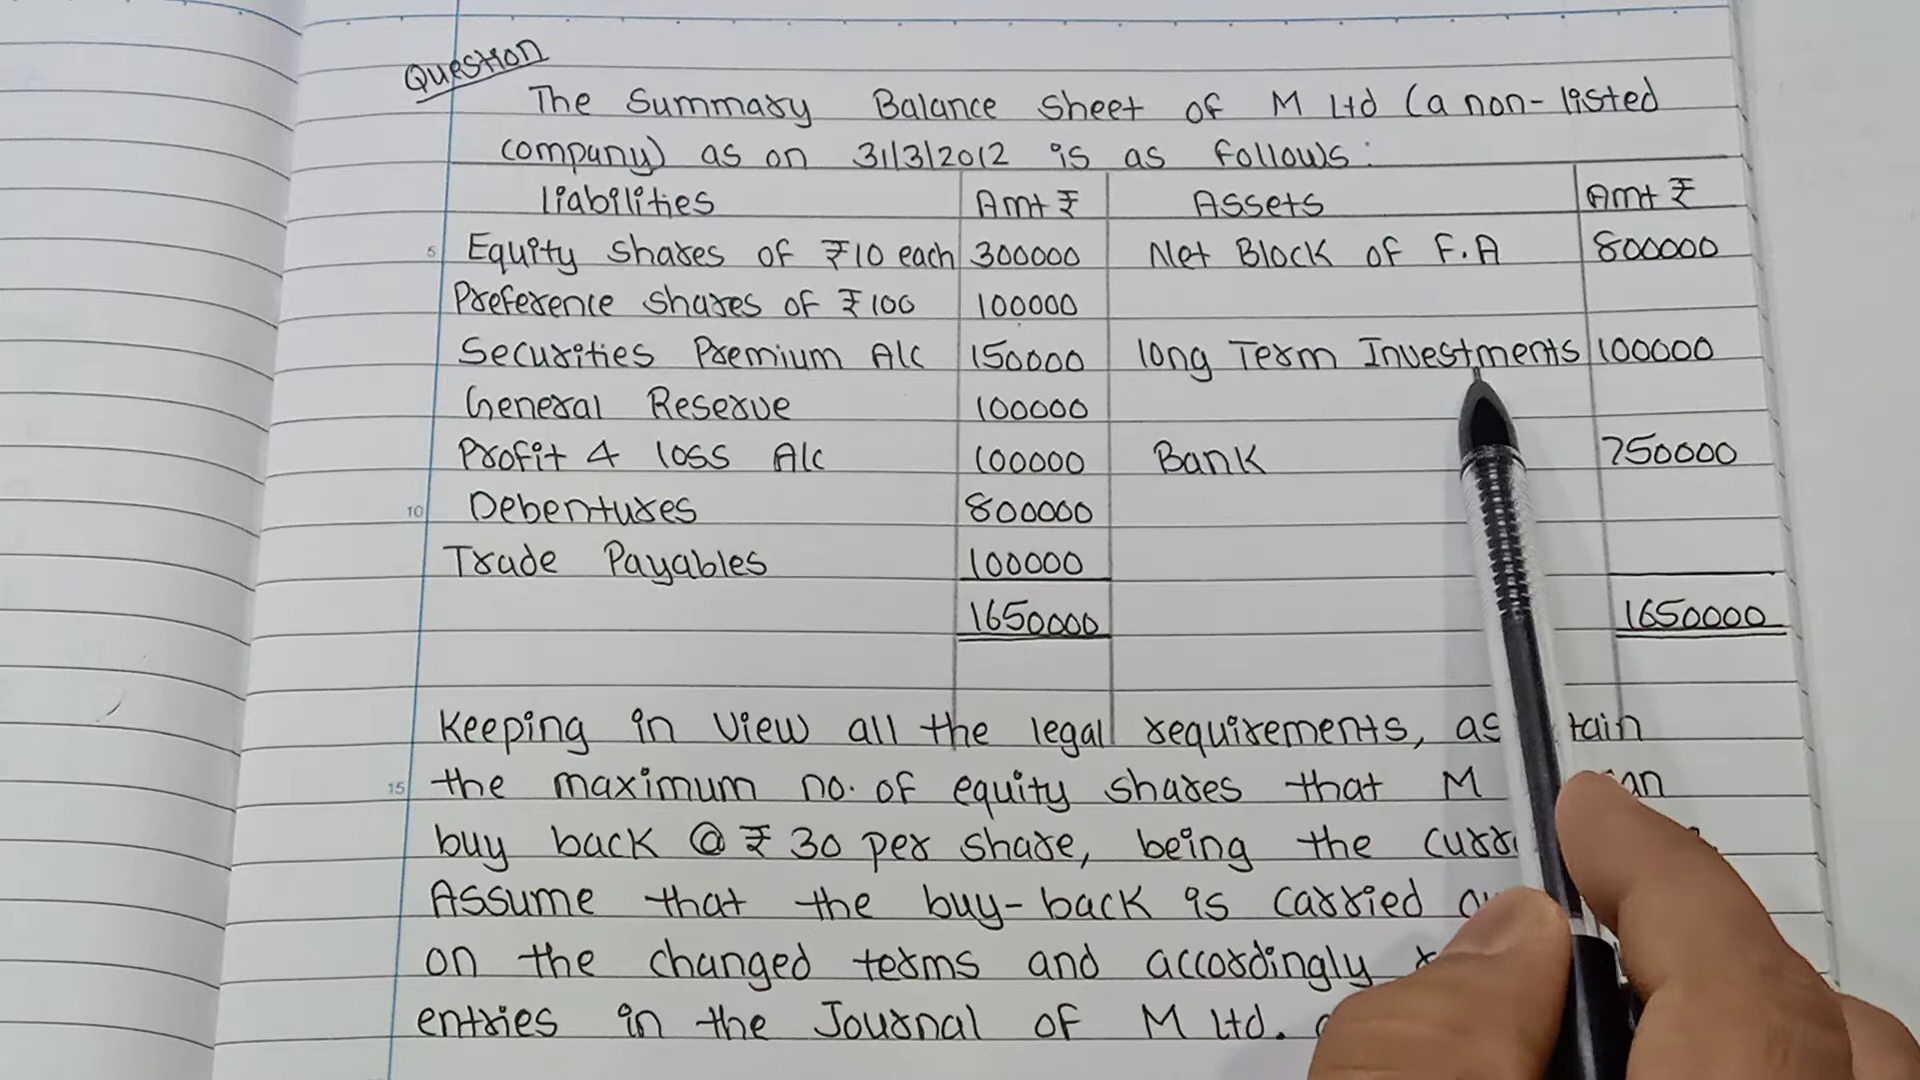 Question
The Summary Balance Sheet of M Ltd (a non-listed
company) as on 31/3/2012 is as follows:
Liabilities Amt ₹ Assets Amt ₹
5 Equity shares of ₹10 each 300000 Net Block of F.A 800000
Preference shares of ₹100 100000
Securities Premium A/c 150000 Long Term Investments 100000
General Reserve 100000
Profit & Loss A/c 100000 Bank 750000
10 Debentures 800000
Trade Payables 100000
1650000 1650000
Keeping in view all the legal requirements,
15 the maximum no. of equity shares that M
buy back @ ₹ 30 per share, being the
Assume that the buy-back is carried
on the changed terms and accordingly
entries in the Journal of M Ltd.